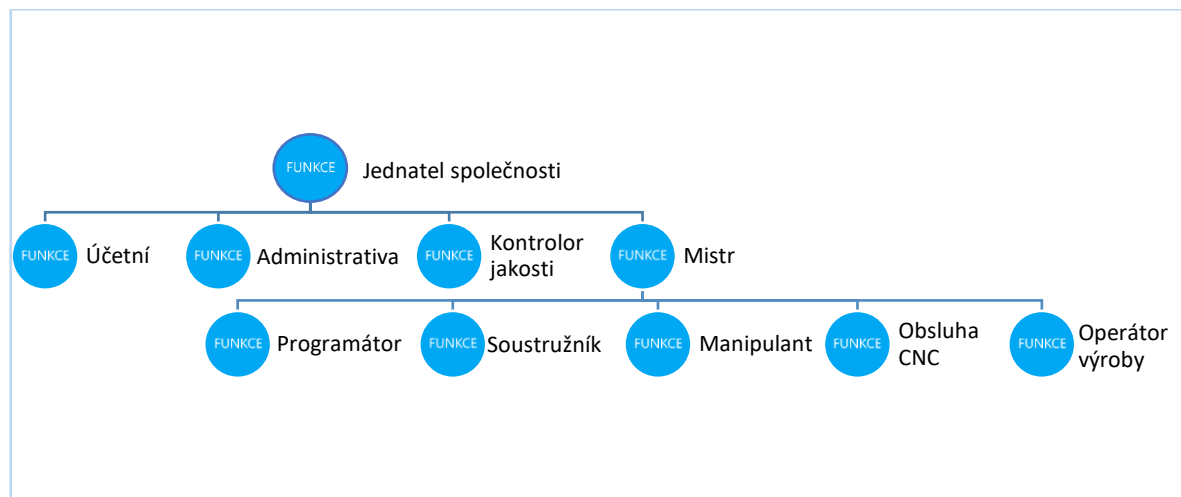 FUNKCE
Jednatel společnosti
FUNKCE
Účetní
FUNKCE
Administrativa
FUNKCE
Kontrolor
jakosti
FUNKCE
Mistr
FUNKCE
Programátor
FUNKCE
Soustružník
FUNKCE
Manipulant
FUNKCE
Obsluha
CNC
FUNKCE
Operátor
výroby